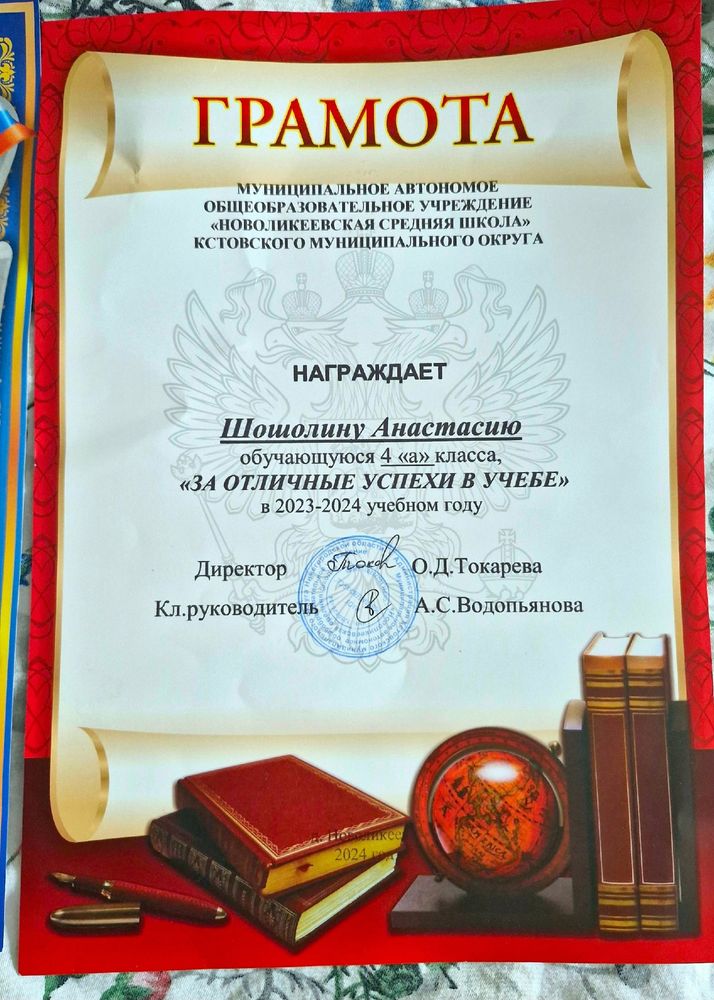 ГРАМОТА
МУНИЦИПАЛЬНОЕ АВТОНОМОЕ
ОБЩЕОБРАЗОВАТЕЛЬНОЕ УЧРЕЖДЕНИЕ
«НОВОЛИКЕЕВСКАЯ СРЕДНЯЯ ШКОЛА»
КСТОВСКОГО МУНИЦИПАЛЬНОГО ОКРУГА
НАГРАЖДАЕТ
Шошолину Анастасию
обучающуюся 4 «а» класса,
«ЗА ОТЛИЧНЫЕ УСПЕХИ В УЧЕБЕ»
в 2023-2024 учебном году
Директор О.Д.Токарева
Кл.руководитель А.С.Водопьянова
2024